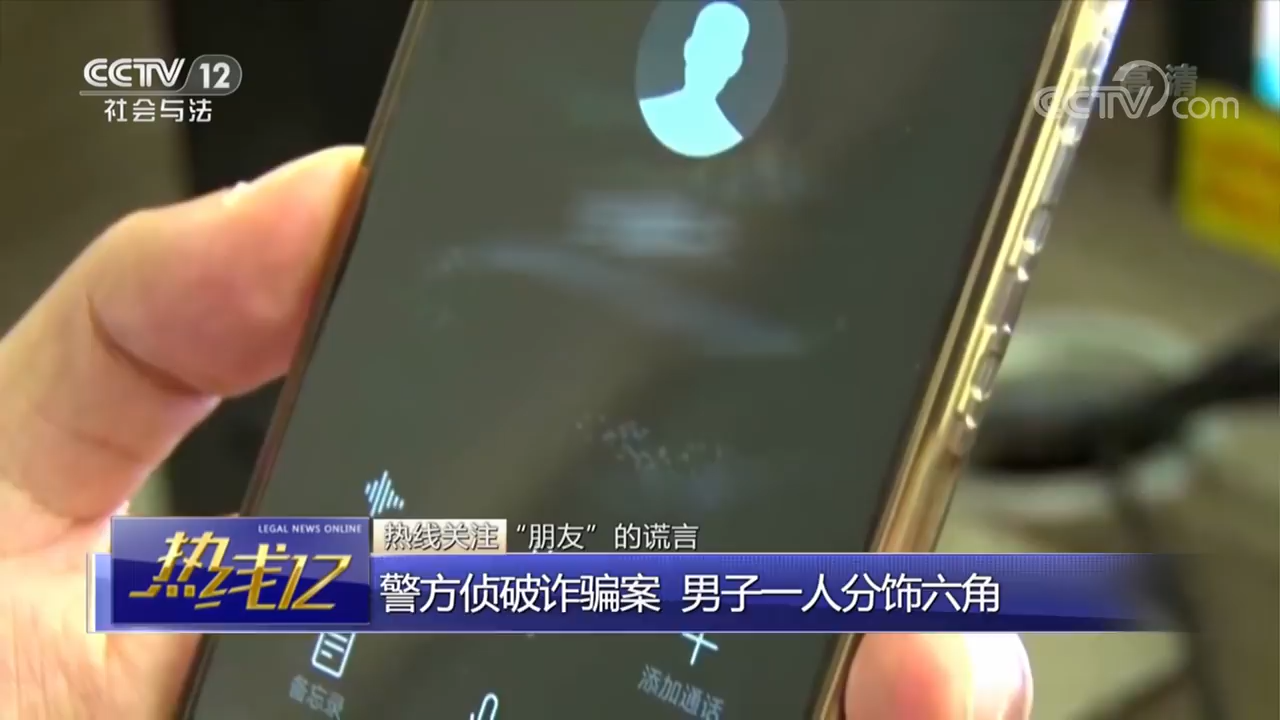 CCTV 12
社会与法
高清
CCTV.com
LEGAL NEWS ONLINE
热线12
热线关注 “朋友”的谎言
警方侦破诈骗案 男子一人分饰六角
备忘录
添加通话